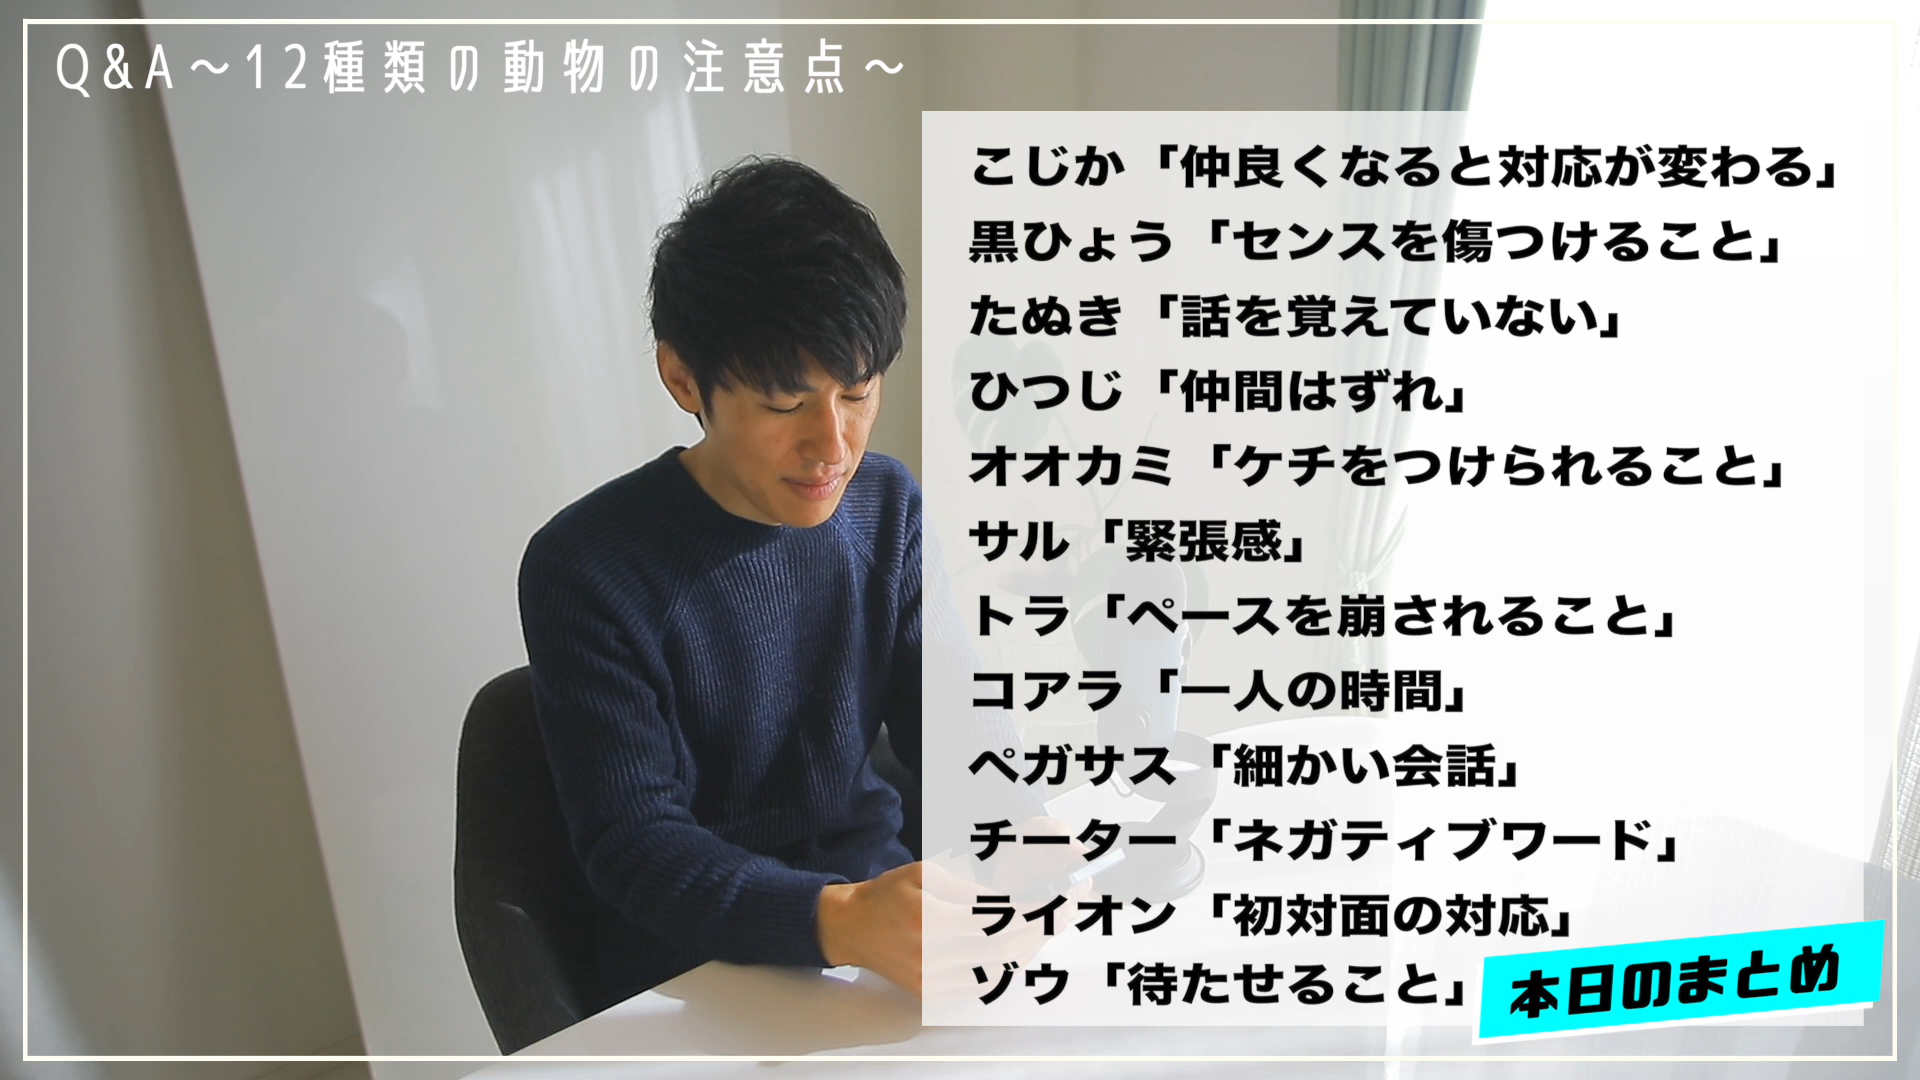 Q&A～12種類の動物の注意点～
こじか「仲良くなると対応が変わる」
黒ひょう「センスを傷つけること」
たぬき「話を覚えていない」
ひつじ「仲間はずれ」
オオカミ「ケチをつけられること」
サル「緊張感」
トラ「ペースを崩されること」
コアラ「一人の時間」
ペガサス「細かい会話」
チーター「ネガティブワード」
ライオン「初対面の対応」
ゾウ「待たせること」
本日のまとめ